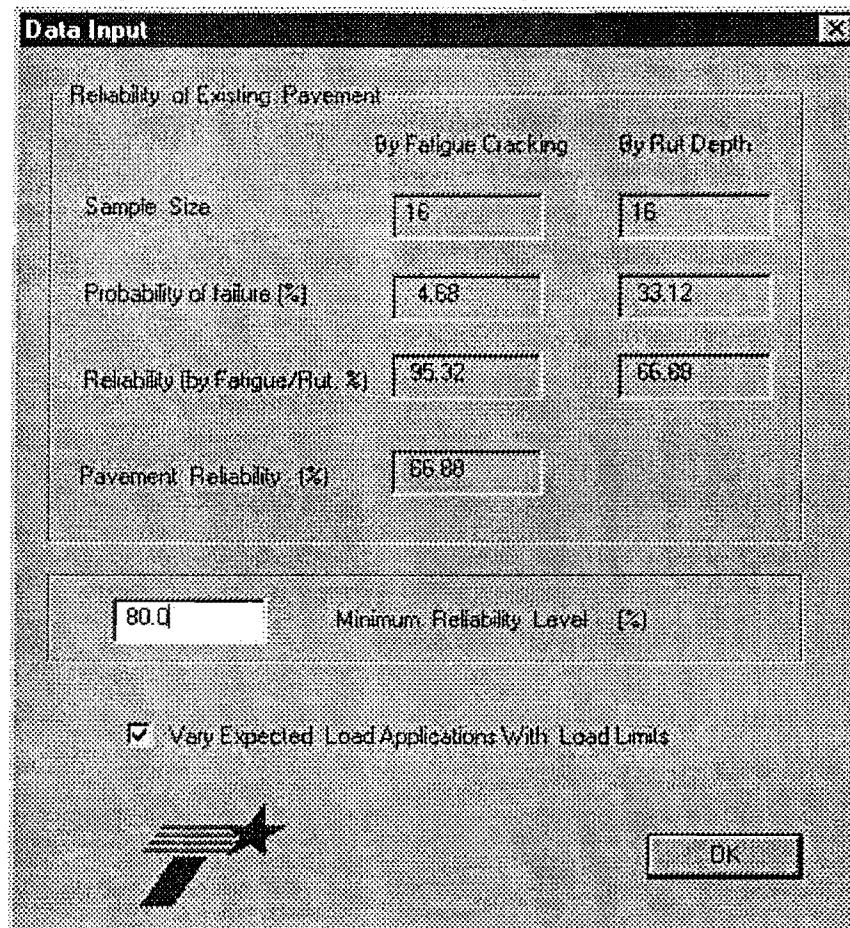 Data Input
Reliability of Existing Pavement
By Fatigue Cracking By Rut Depth
Sample Size 16 16
Probability of failure (%) 4.68 33.12
Reliability (by Fatigue/Rut, %) 95.32 66.88
Pavement Reliability (%) 66.88
80.0 Minimum Reliability Level (%)
Vary Expected Load Applications With Load Limits
OK